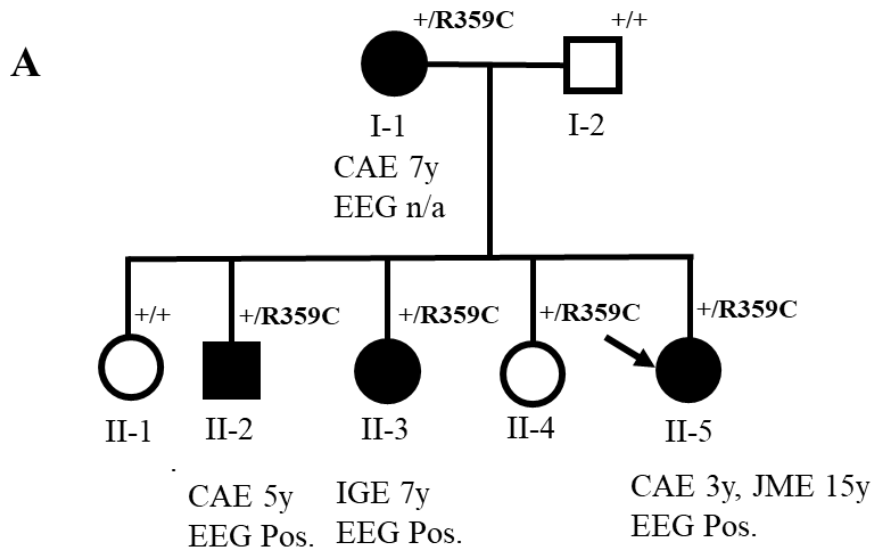 A
+/R359C
+/+
I-1
I-2
CAE 7y
EEG n/a
+/+
+/R359C
+/R359C
+/R359C
+/R359C
II-1
II-2
II-3
II-4
II-5
CAE 5y
EEG Pos.
IGE 7y
EEG Pos.
CAE 3y, JME 15y
EEG Pos.